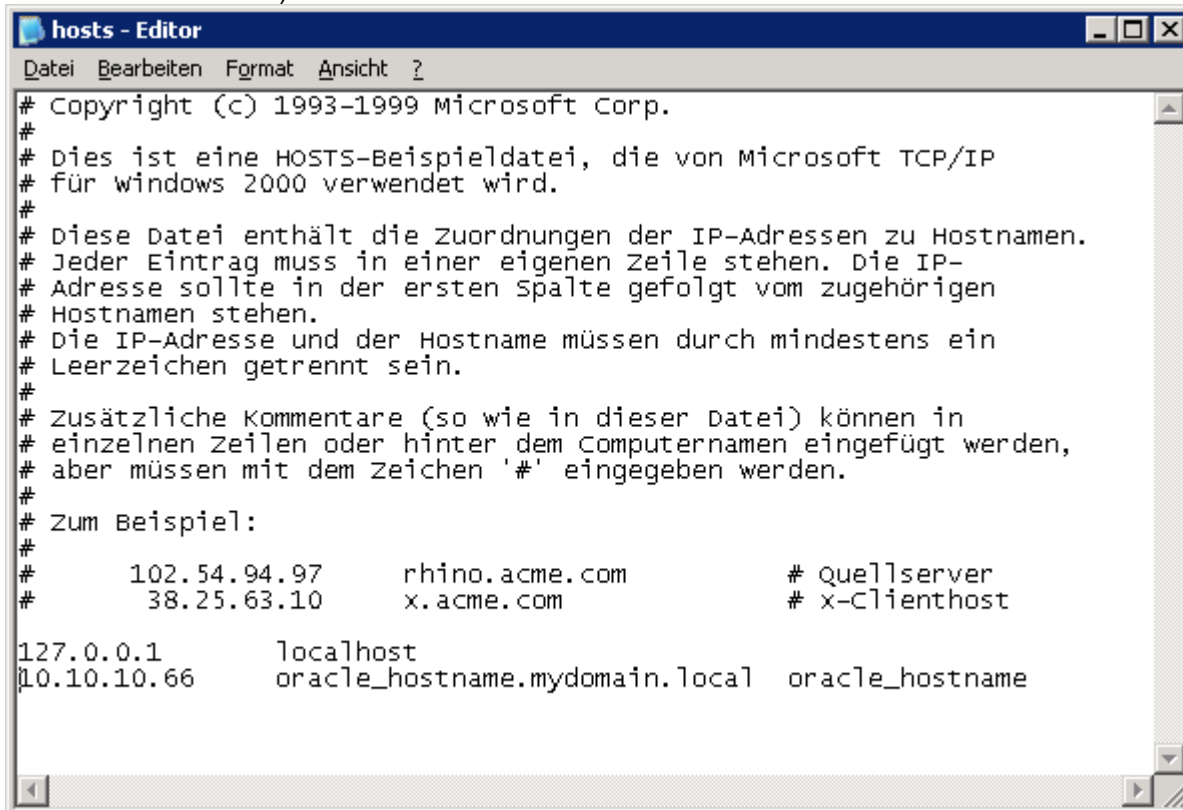 hosts - Editor
Datei Bearbeiten Format Ansicht ?
# Copyright (c) 1993-1999 Microsoft Corp.
#
# Dies ist eine HOSTS-Beispieldatei, die von Microsoft TCP/IP
# für Windows 2000 verwendet wird.
#
# Diese Datei enthält die Zuordnungen der IP-Adressen zu Hostnamen.
# Jeder Eintrag muss in einer eigenen Zeile stehen. Die IP-
# Adresse sollte in der ersten Spalte gefolgt vom zugehörigen
# Hostnamen stehen.
# Die IP-Adresse und der Hostname müssen durch mindestens ein
# Leerzeichen getrennt sein.
#
# Zusätzliche Kommentare (so wie in dieser Datei) können in
# einzelnen Zeilen oder hinter dem Computernamen eingefügt werden,
# aber müssen mit dem Zeichen '#' eingegeben werden.
#
# Zum Beispiel:
#
#      102.54.94.97     rhino.acme.com          # Quellserver
#       38.25.63.10     x.acme.com              # x-Clienthost
127.0.0.1       localhost
10.10.10.66     oracle_hostname.mydomain.local  oracle_hostname